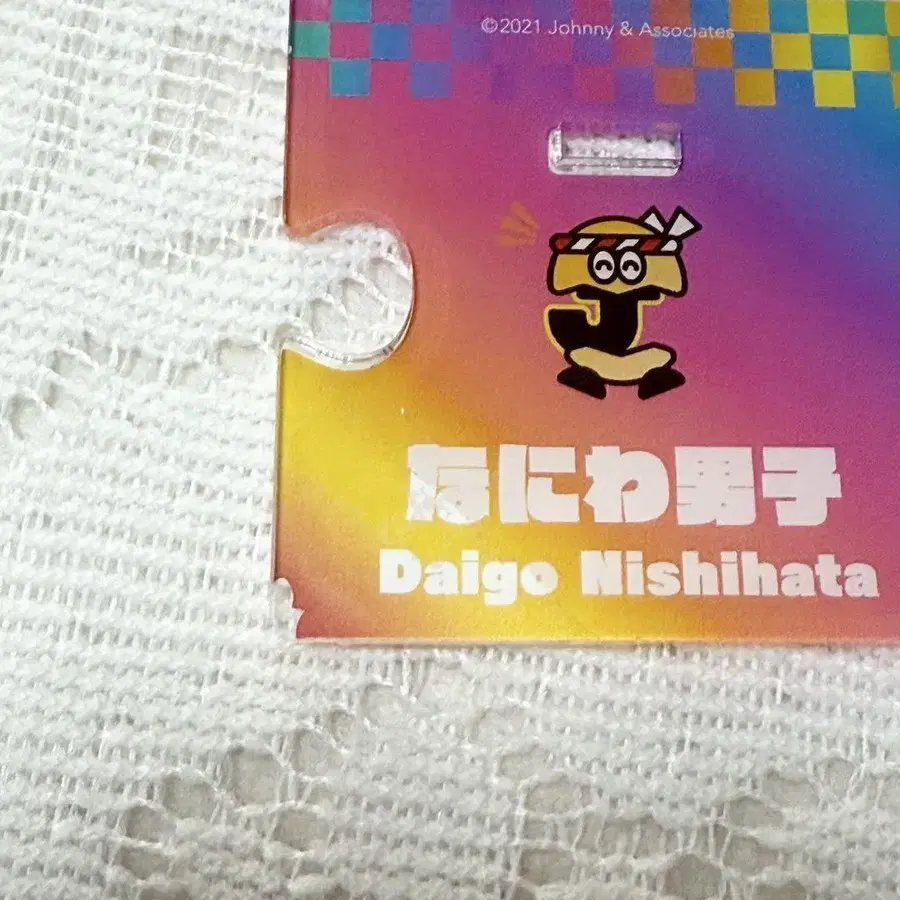 ©2021 Johnny & Associates
なにわ男子
Daigo Nishihata